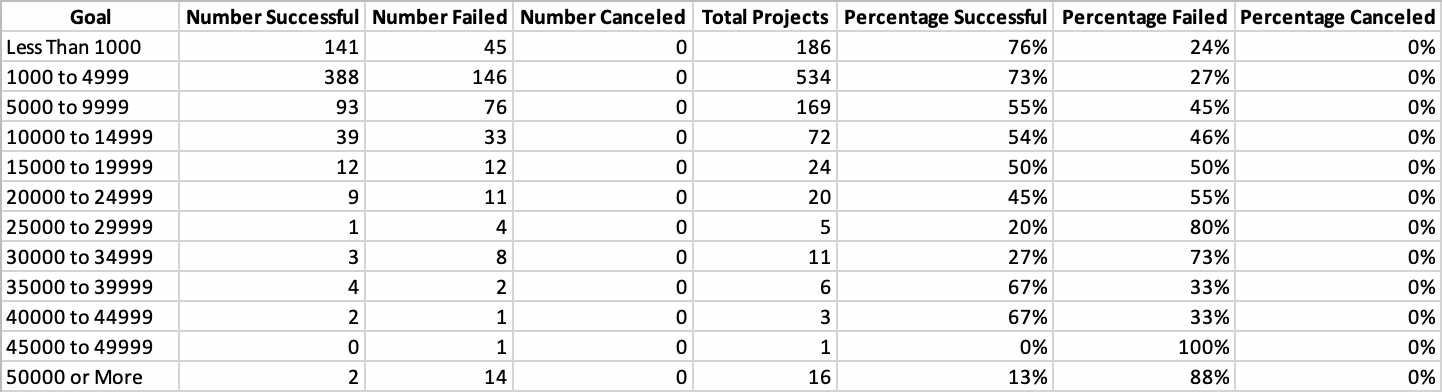 Goal Number Successful Number Failed Number Canceled Total Projects Percentage Successful Percentage Failed Percentage Canceled
Less Than 1000 141 45 0 186 76% 24% 0%
1000 to 4999 388 146 0 534 73% 27% 0%
5000 to 9999 93 76 0 169 55% 45% 0%
10000 to 14999 39 33 0 72 54% 46% 0%
15000 to 19999 12 12 0 24 50% 50% 0%
20000 to 24999 9 11 0 20 45% 55% 0%
25000 to 29999 1 4 0 5 20% 80% 0%
30000 to 34999 3 8 0 11 27% 73% 0%
35000 to 39999 4 2 0 6 67% 33% 0%
40000 to 44999 2 1 0 3 67% 33% 0%
45000 to 49999 0 1 0 1 0% 100% 0%
50000 or More 2 14 0 16 13% 88% 0%